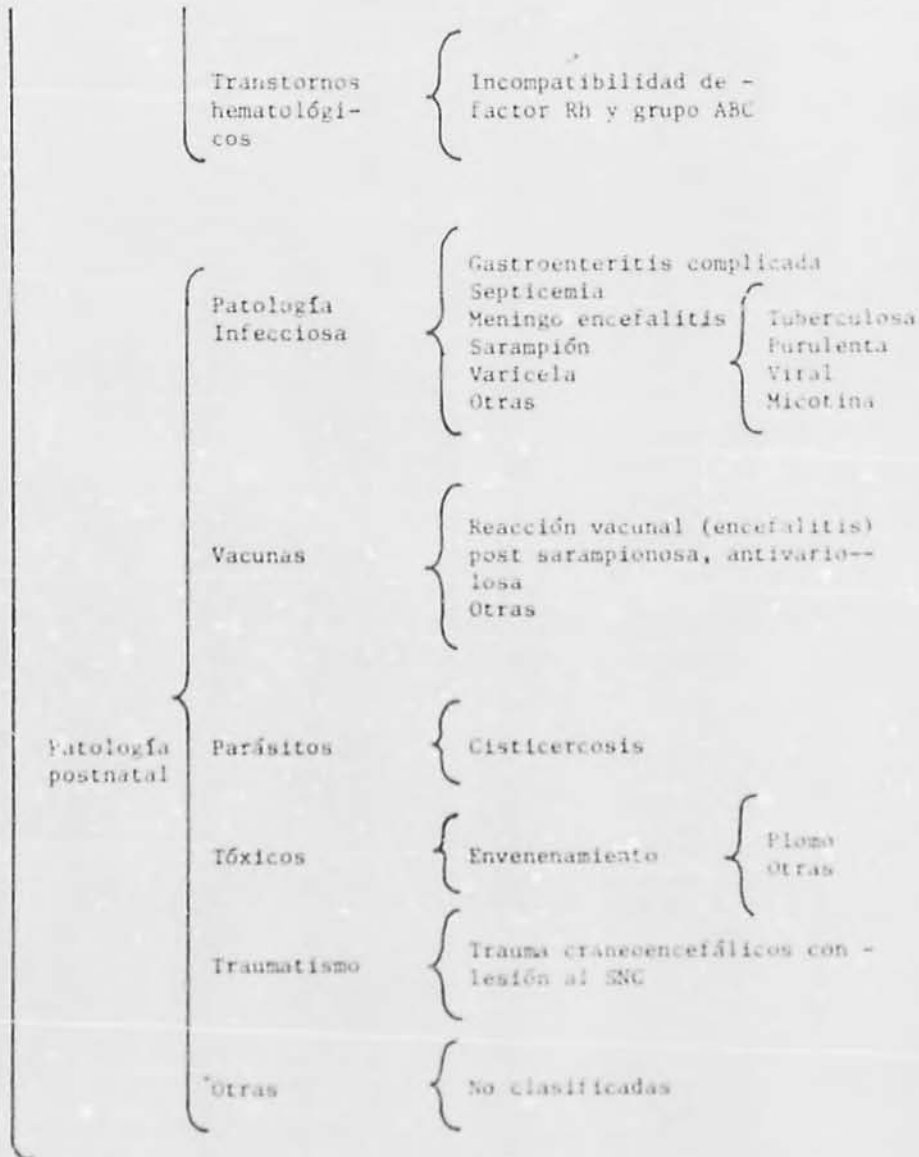 Transtornos
hematológi-
cos
Incompatibilidad de -
factor Rh y grupo ABC
Patología
postnatal
Patología
Infecciosa
Gastroenteritis complicada
Septicemia
Meningo encefalitis
Sarampión
Varicela
Otras
Tuberculosa
Purulenta
Viral
Micotina
Vacunas
Reacción vacunal (encefalitis)
post sarampionosa, antivario--
losa
Otras
Parásitos
Cisticercosis
Tóxicos
Envenenamiento
Plomo
Otras
Traumatismo
Trauma craneoencefálicos con -
lesión al SNC
Otras
No clasificadas